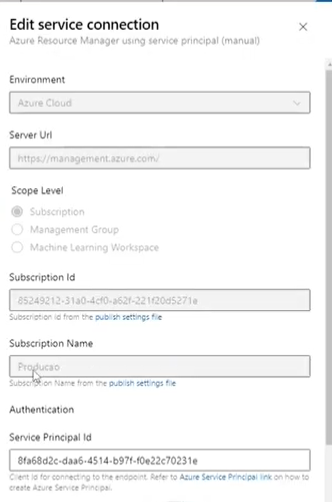 Edit service connection
Azure Resource Manager using service principal (manual)
Environment
Azure Cloud
Server Url
https://management.azure.com/
Scope Level
Subscription
Management Group
Machine Learning Workspace
Subscription Id
85249212-31a0-4cf0-a62f-221f20d5271e
Subscription Id from the publish settings file
Subscription Name
Producao
Subscription Name from the publish settings file
Authentication
Service Principal Id
8fa68d2c-daa6-4514-b97f-f0e22c70231e
Client Id for connecting to the endpoint. Refer to Azure Service Principal link on how to
create Azure Service Principal.